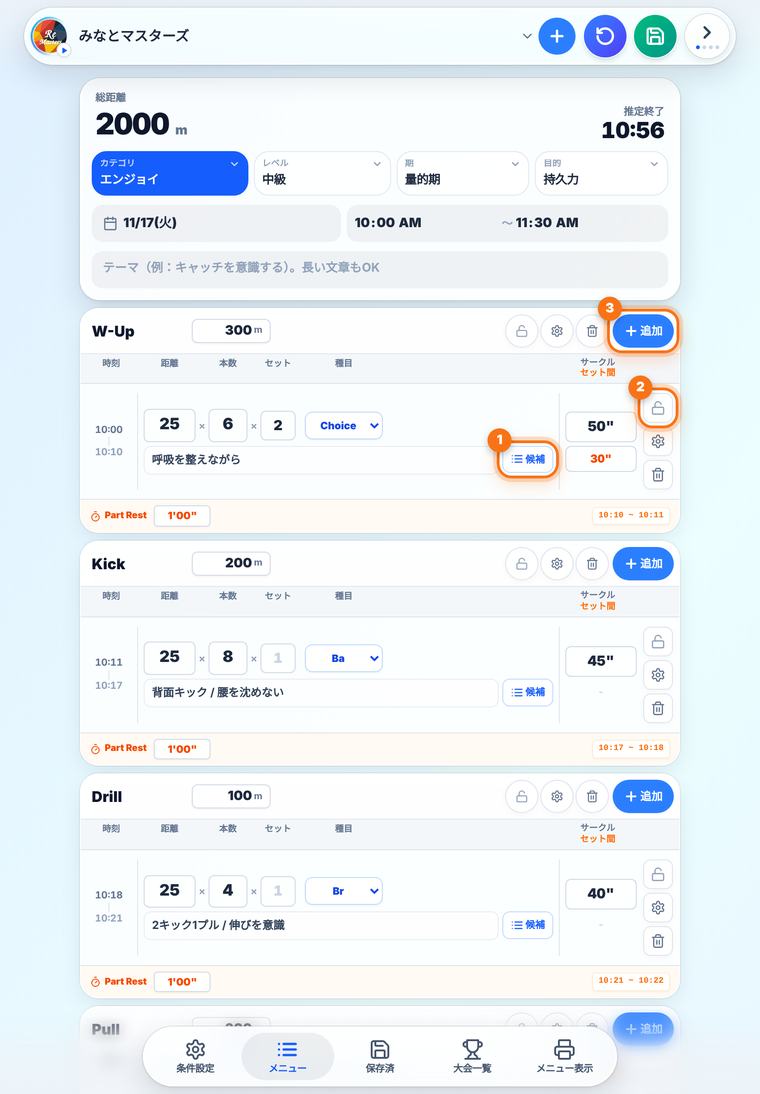 みなとマスターズ
総距離
推定終了
2000 m
10:56
カテゴリ
エンジョイ
レベル
中級
期
量的期
目的
持久力
11/17(火)
10:00 AM
〜11:30 AM
テーマ（例：キャッチを意識する）。長い文章もOK
3
W-Up
300 m
+ 追加
時刻 距離 本数 セット 種目 サークル
セット間
2
10:00
10:10
25 × 6 × 2 Choice
50"
1
呼吸を整えながら
候補
30"
Part Rest 1'00"
10:10 ~ 10:11
Kick
200 m
+ 追加
時刻 距離 本数 セット 種目 サークル
セット間
10:11
10:17
25 × 8 × 1 Ba
45"
背面キック / 腰を沈めない
候補
-
Part Rest 1'00"
10:17 ~ 10:18
Drill
100 m
+ 追加
時刻 距離 本数 セット 種目 サークル
セット間
10:18
10:21
25 × 4 × 1 Br
40"
2キック1プル / 伸びを意識
候補
-
Part Rest 1'00"
10:21 ~ 10:22
Pull
+ 追加
条件設定
メニュー
保存済
大会一覧
メニュー表示